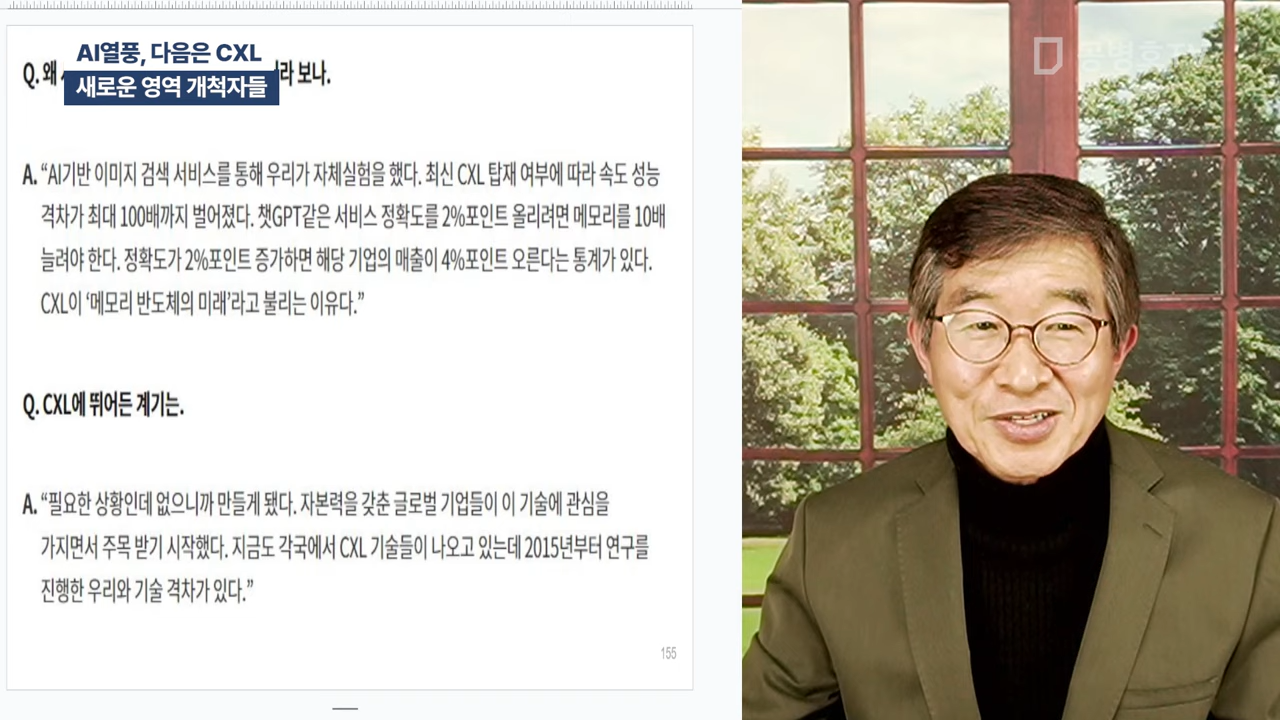 AI열풍, 다음은 CXL
새로운 영역 개척자들
Q. 왜 라 보나.
A. “AI기반 이미지 검색 서비스를 통해 우리가 자체실험을 했다. 최신 CXL 탑재 여부에 따라 속도 성능
격차가 최대 100배까지 벌어졌다. 챗GPT같은 서비스 정확도를 2%포인트 올리려면 메모리를 10배
늘려야 한다. 정확도가 2%포인트 증가하면 해당 기업의 매출이 4%포인트 오른다는 통계가 있다.
CXL이 ‘메모리 반도체의 미래’라고 불리는 이유다.”
Q. CXL에 뛰어든 계기는.
A. “필요한 상황인데 없으니까 만들게 됐다. 자본력을 갖춘 글로벌 기업들이 이 기술에 관심을
가지면서 주목 받기 시작했다. 지금도 각국에서 CXL 기술들이 나오고 있는데 2015년부터 연구를
진행한 우리와 기술 격차가 있다.”
155
공병호